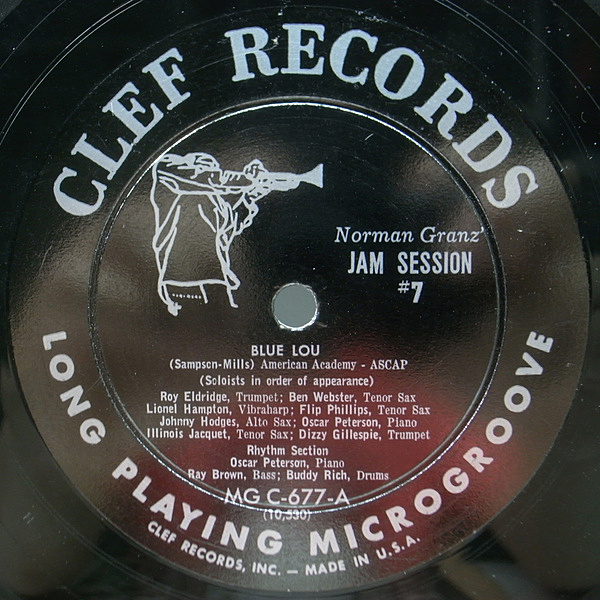 CLEF RECORDS
Norman Granz'
JAM SESSION
#7
BLUE LOU
(Sampson-Mills) American Academy - ASCAP
(Soloists in order of appearance)
Roy Eldridge, Trumpet; Ben Webster, Tenor Sax
Lionel Hampton, Vibraharp; Flip Phillips, Tenor Sax
Johnny Hodges, Alto Sax; Oscar Peterson, Piano
Illinois Jacquet, Tenor Sax; Dizzy Gillespie, Trumpet
Rhythm Section
Oscar Peterson, Piano
Ray Brown, Bass; Buddy Rich, Drums
MG C-677-A
(10,530)
LONG PLAYING MICROGROOVE
CLEF RECORDS, INC. — MADE IN U.S.A.